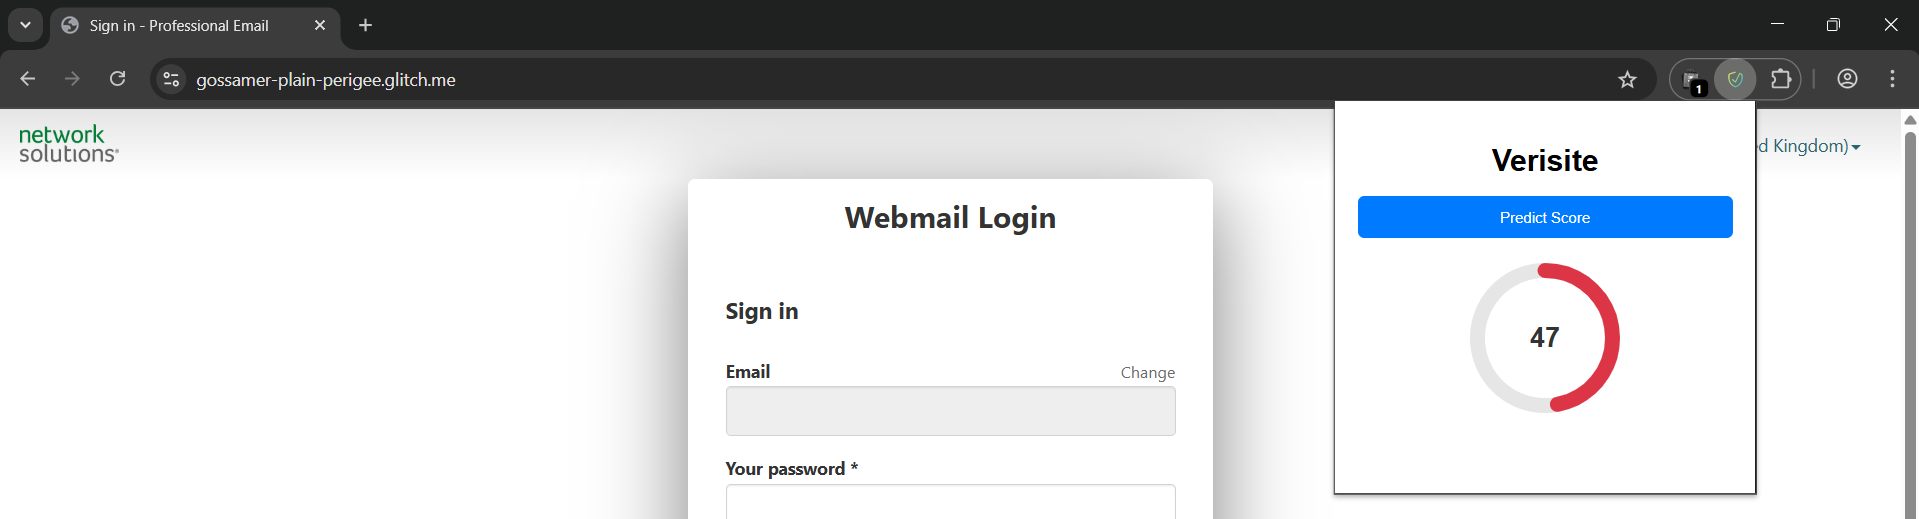 Sign in - Professional Email
gossamer-plain-perigee.glitch.me
1
network
solutions®
d Kingdom)
Webmail Login
Sign in
Email
Change
Your password *
Verisite
Predict Score
47